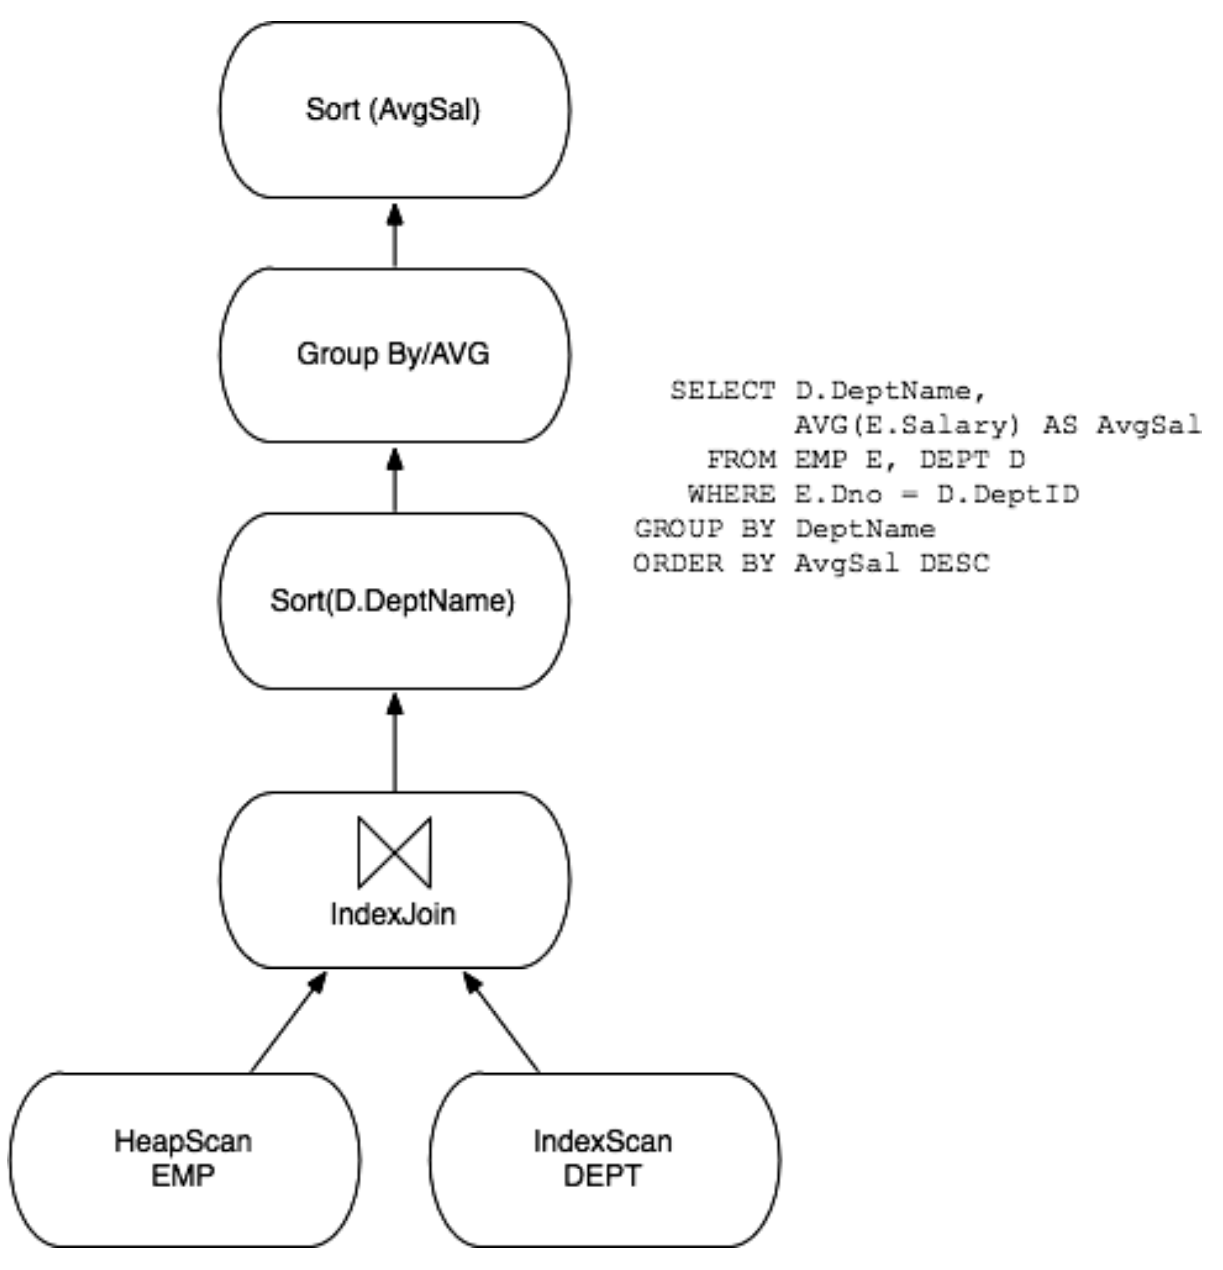 Sort (AvgSal)
Group By/AVG
SELECT D.DeptName,
AVG(E.Salary) AS AvgSal
FROM EMP E, DEPT D
WHERE E.Dno = D.DeptID
GROUP BY DeptName
ORDER BY AvgSal DESC
Sort(D.DeptName)
IndexJoin
HeapScan
EMP
IndexScan
DEPT